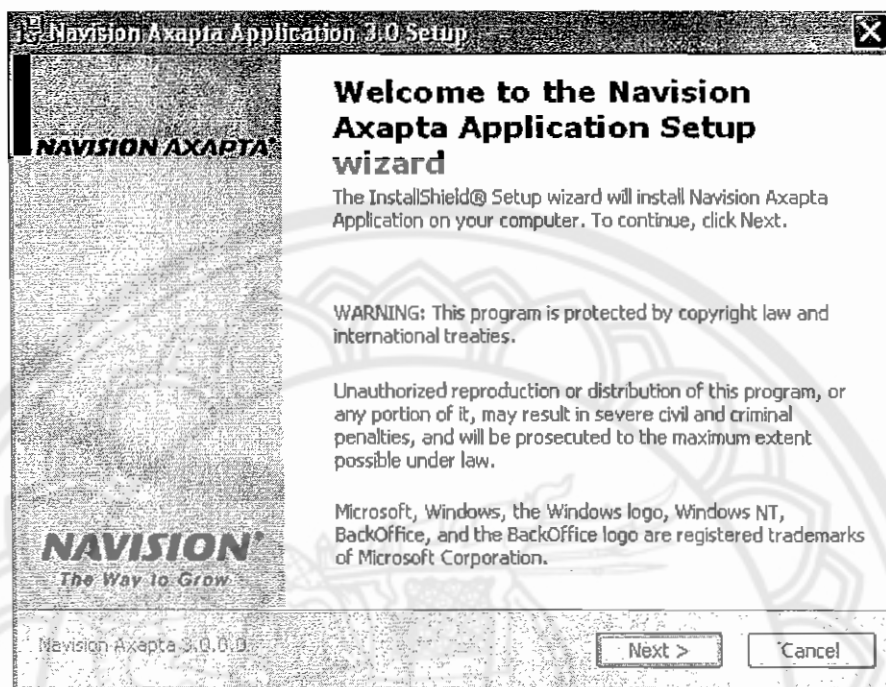 Navision Axapta Application 3.0 Setup
NAVISION AXAPTA®
Welcome to the Navision
Axapta Application Setup
wizard
The InstallShield® Setup wizard will install Navision Axapta
Application on your computer. To continue, click Next.
WARNING: This program is protected by copyright law and
international treaties.
Unauthorized reproduction or distribution of this program, or
any portion of it, may result in severe civil and criminal
penalties, and will be prosecuted to the maximum extent
possible under law.
Microsoft, Windows, the Windows logo, Windows NT,
BackOffice, and the BackOffice logo are registered trademarks
of Microsoft Corporation.
NAVISION®
The Way to Grow
Navision Axapta 3.0.0.0
Next >
Cancel